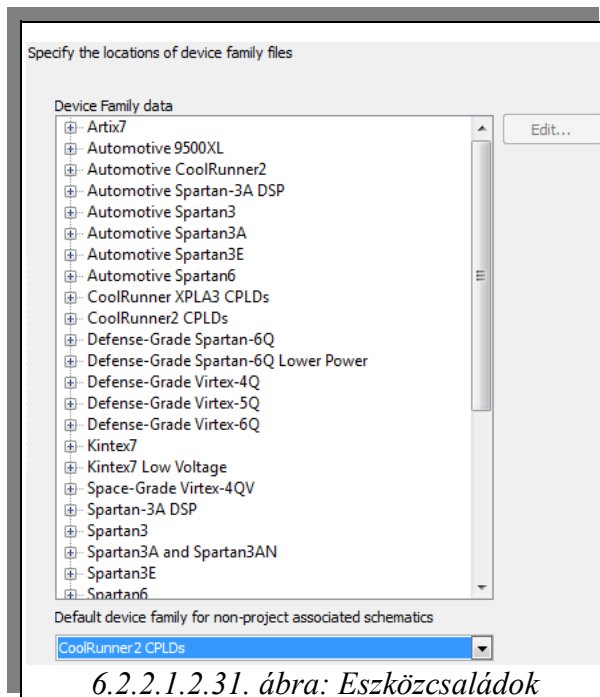 Specify the locations of device family files
Device Family data
Artix7
Edit...
Automotive 9500XL
Automotive CoolRunner2
Automotive Spartan-3A DSP
Automotive Spartan3
Automotive Spartan3A
Automotive Spartan3E
Automotive Spartan6
CoolRunner XPLA3 CPLDs
CoolRunner2 CPLDs
Defense-Grade Spartan-6Q
Defense-Grade Spartan-6Q Lower Power
Defense-Grade Virtex-4Q
Defense-Grade Virtex-5Q
Defense-Grade Virtex-6Q
Kintex7
Kintex7 Low Voltage
Space-Grade Virtex-4QV
Spartan-3A DSP
Spartan3
Spartan3A and Spartan3AN
Spartan3E
Spartan6
Default device family for non-project associated schematics
CoolRunner2 CPLDs
6.2.2.1.2.31. ábra: Eszközcsaládok